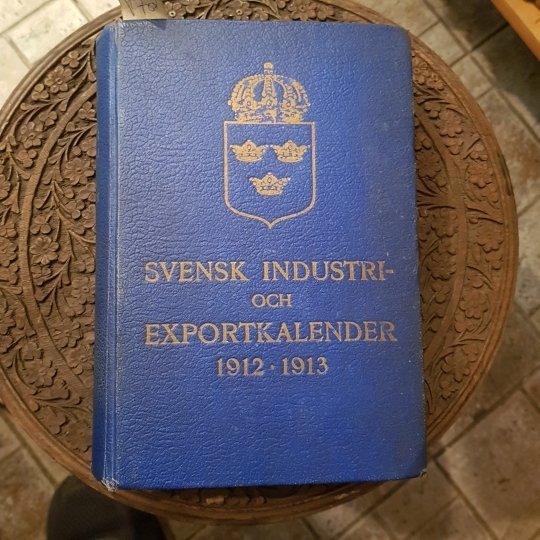 SVENSK INDUSTRI-
OCH
EXPORTKALENDER
1912 · 1913